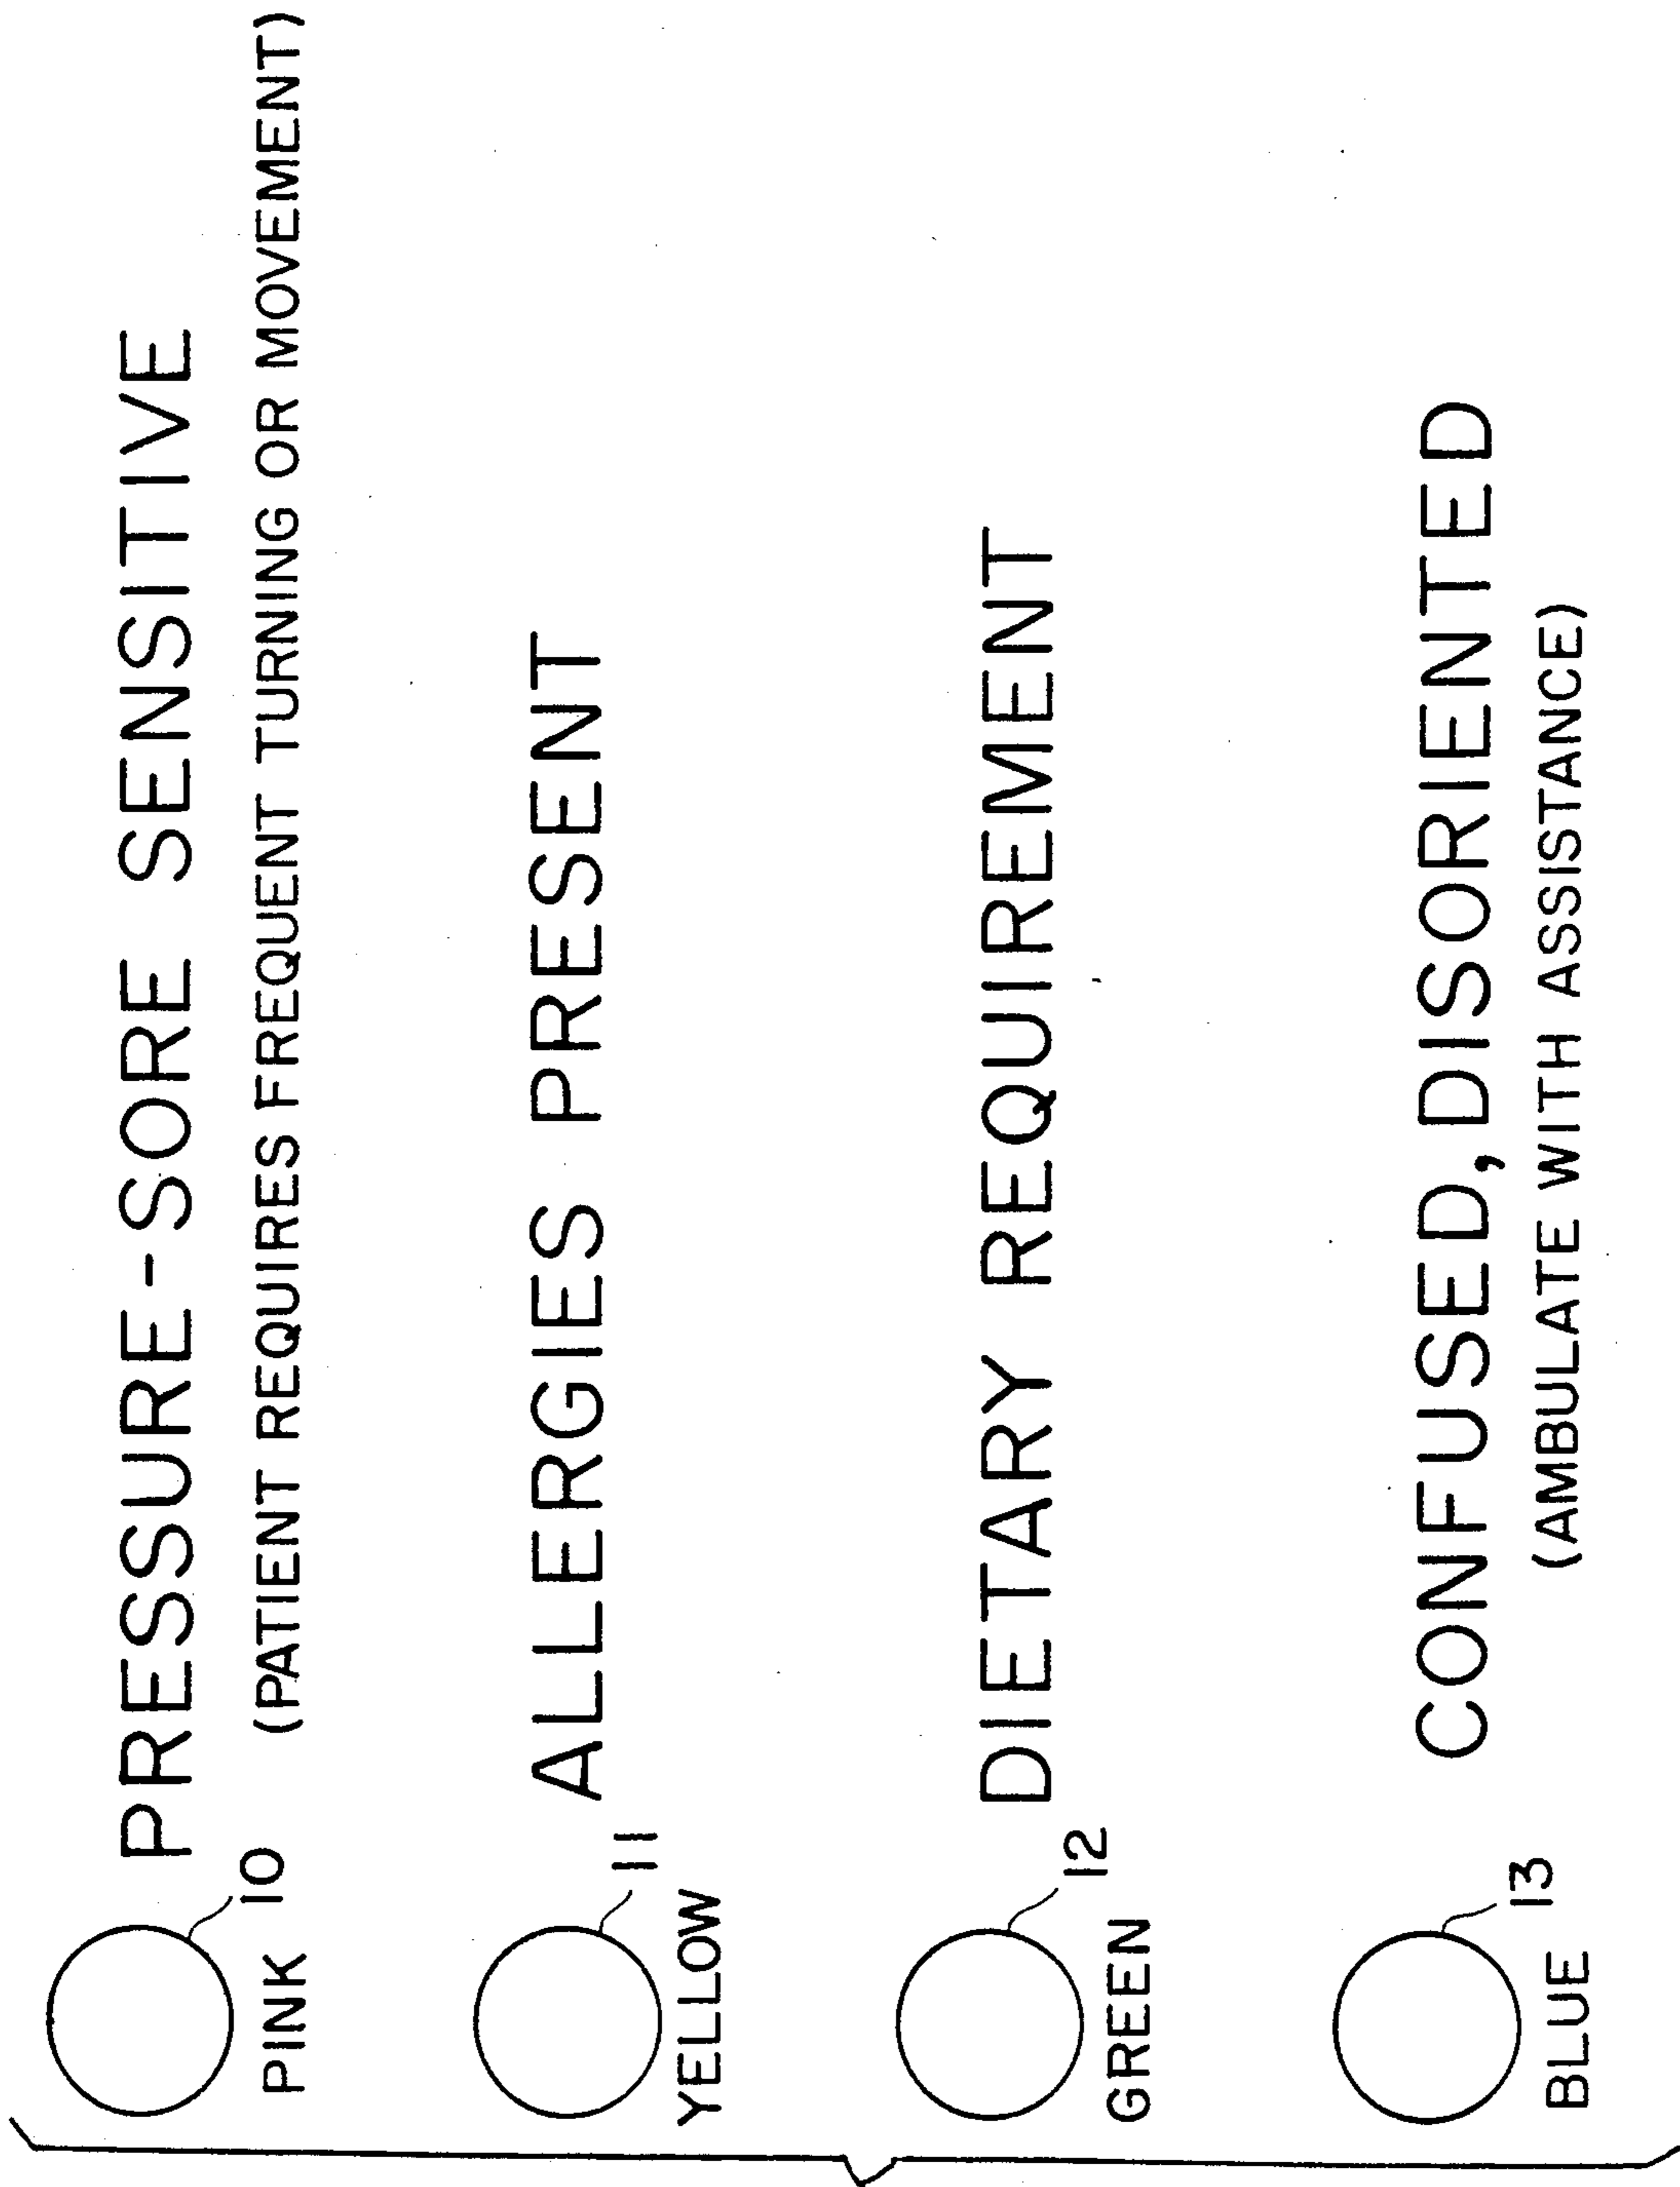 PRESSURE-SORE SENSITIVE
10
PINK
(PATIENT REQUIRES FREQUENT TURNING OR MOVEMENT)
ALLERGIES PRESENT
11
YELLOW
DIETARY REQUIREMENT
12
GREEN
CONFUSED, DISORIENTED
13
BLUE
(AMBULATE WITH ASSISTANCE)